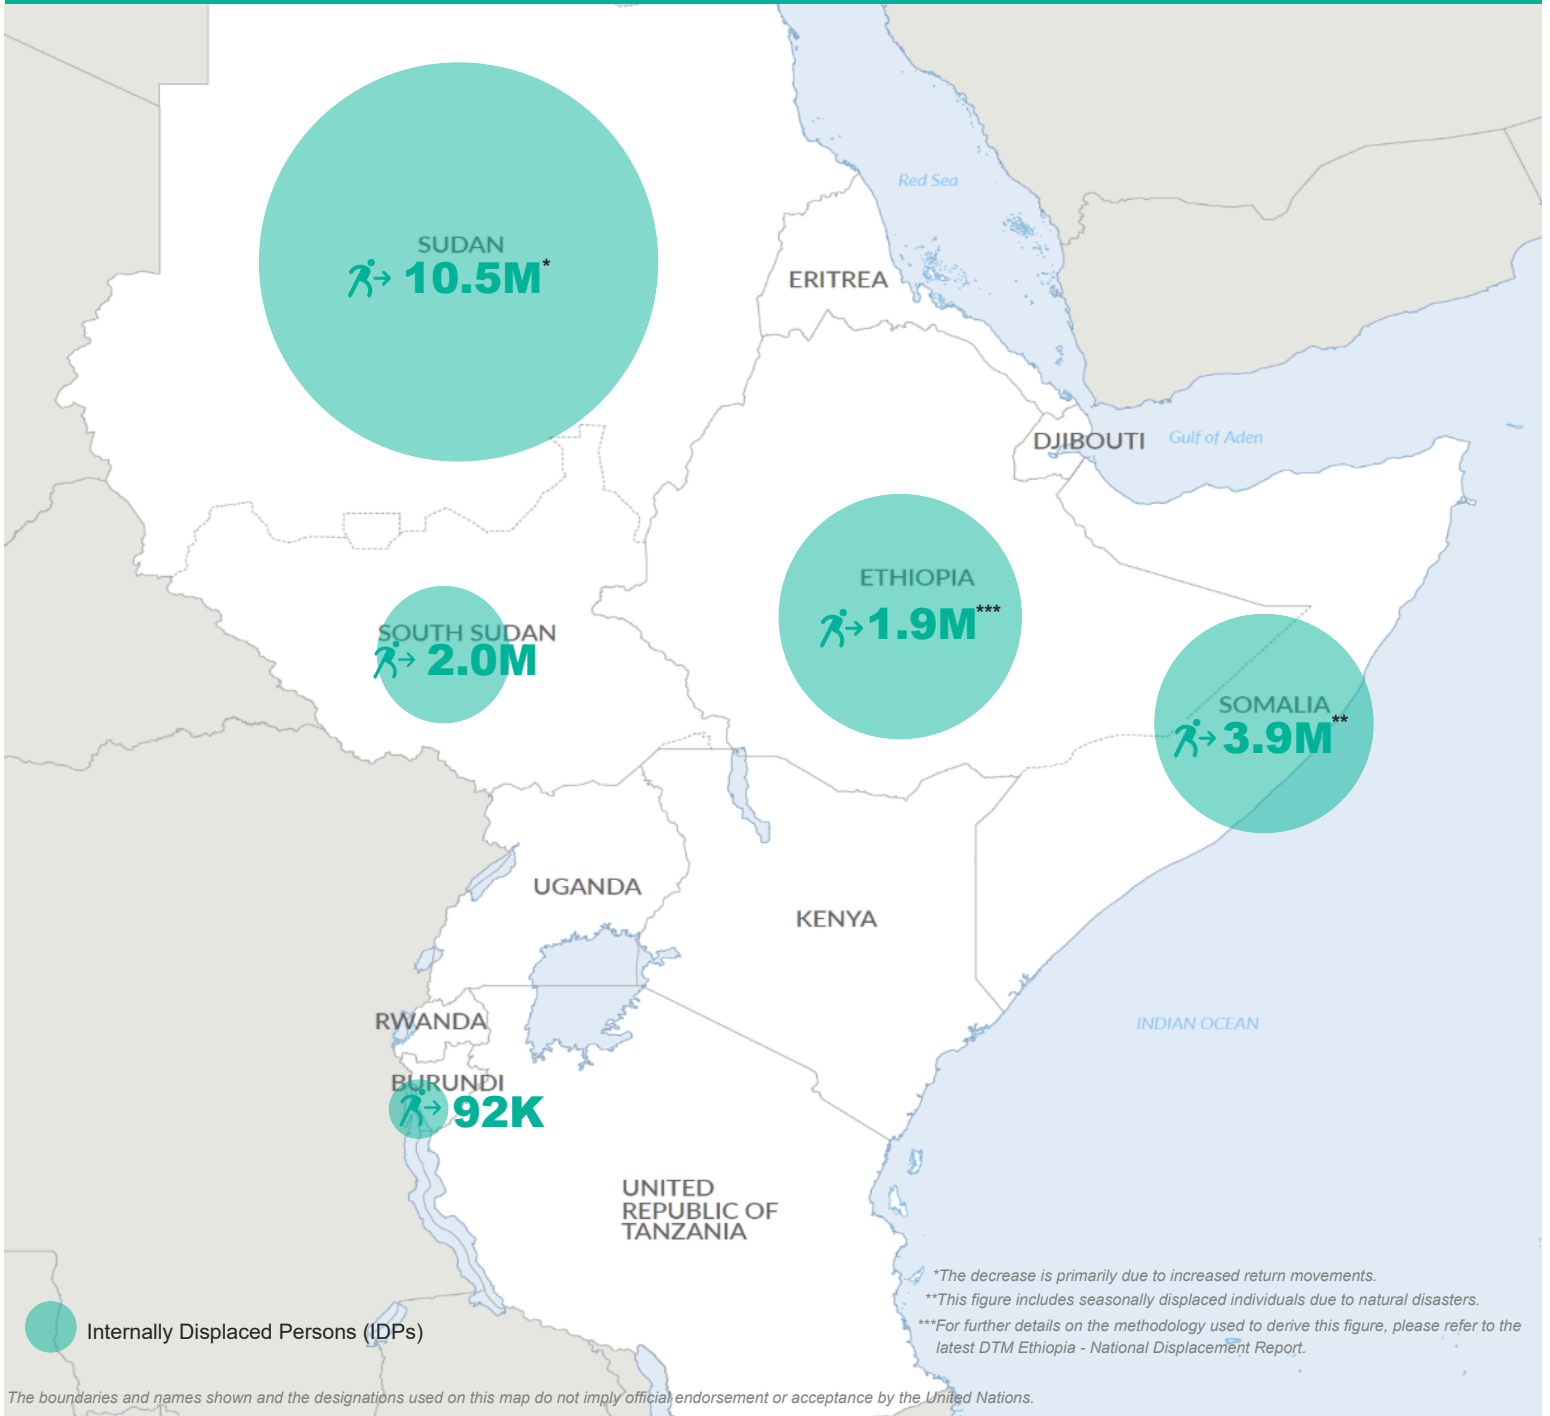 Red Sea
SUDAN
10.5M*
ERITREA
DJIBOUTI
Gulf of Aden
ETHIOPIA
1.9M***
SOUTH SUDAN
2.0M
SOMALIA
3.9M**
UGANDA
KENYA
RWANDA
INDIAN OCEAN
BURUNDI
92K
UNITED
REPUBLIC OF
TANZANIA
*The decrease is primarily due to increased return movements.
**This figure includes seasonally displaced individuals due to natural disasters.
***For further details on the methodology used to derive this figure, please refer to the
latest DTM Ethiopia - National Displacement Report.
Internally Displaced Persons (IDPs)
The boundaries and names shown and the designations used on this map do not imply official endorsement or acceptance by the United Nations.